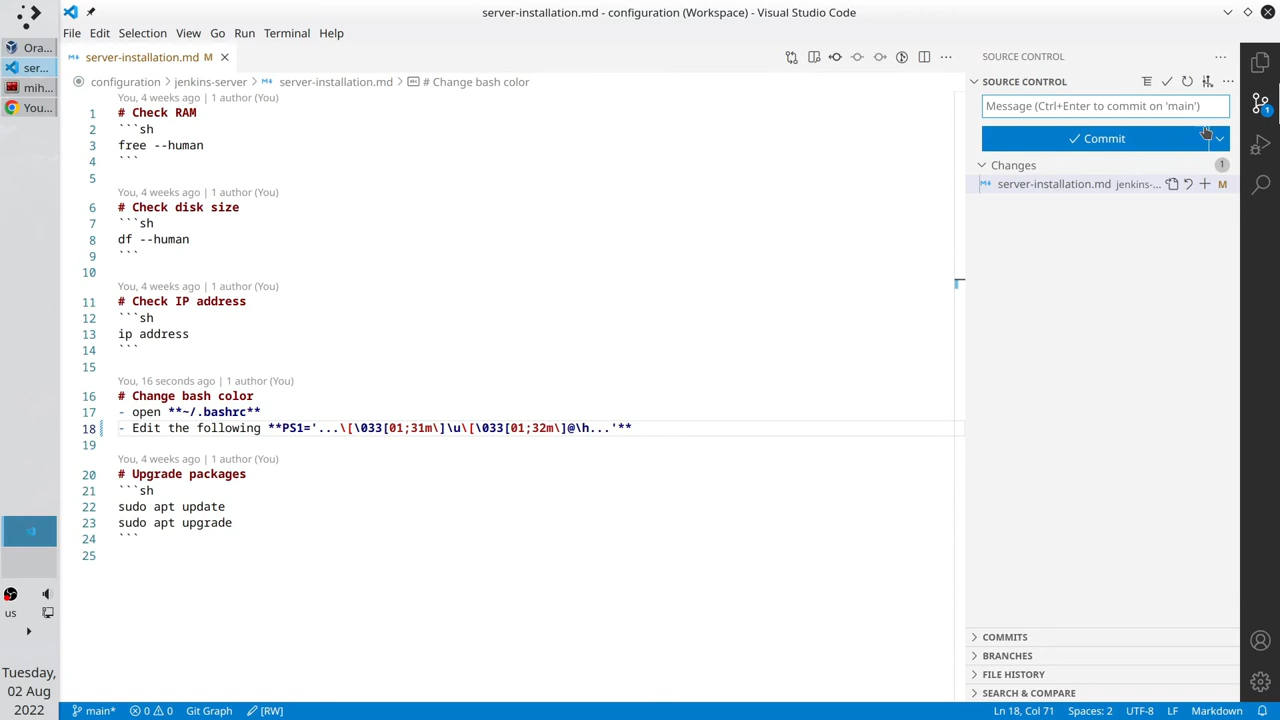 server-installation.md - configuration (Workspace) - Visual Studio Code
File Edit Selection View Go Run Terminal Help
Ora...
ser...
mih...
You...
server-installation.md M
configuration > jenkins-server > server-installation.md > # Change bash color
You, 4 weeks ago | 1 author (You)
1 # Check RAM
2 ```sh
3 free --human
4 ```
5
You, 4 weeks ago | 1 author (You)
6 # Check disk size
7 ```sh
8 df --human
9 ```
10
You, 4 weeks ago | 1 author (You)
11 # Check IP address
12 ```sh
13 ip address
14 ```
15
You, 16 seconds ago | 1 author (You)
16 # Change bash color
17 - open **~/.bashrc**
18 - Edit the following **PS1='...\[\033[01;31m\]\u\[\033[01;32m\]@\h...'**
19
You, 4 weeks ago | 1 author (You)
20 # Upgrade packages
21 ```sh
22 sudo apt update
23 sudo apt upgrade
24 ```
25
SOURCE CONTROL
SOURCE CONTROL
Message (Ctrl+Enter to commit on 'main')
Commit
Changes 1
server-installation.md jenkins-... M
1
COMMITS
BRANCHES
FILE HISTORY
SEARCH & COMPARE
us
Tuesday,
02 Aug
2022
main* 0 0 Git Graph [RW]
Ln 18, Col 71 Spaces: 2 UTF-8 LF Markdown